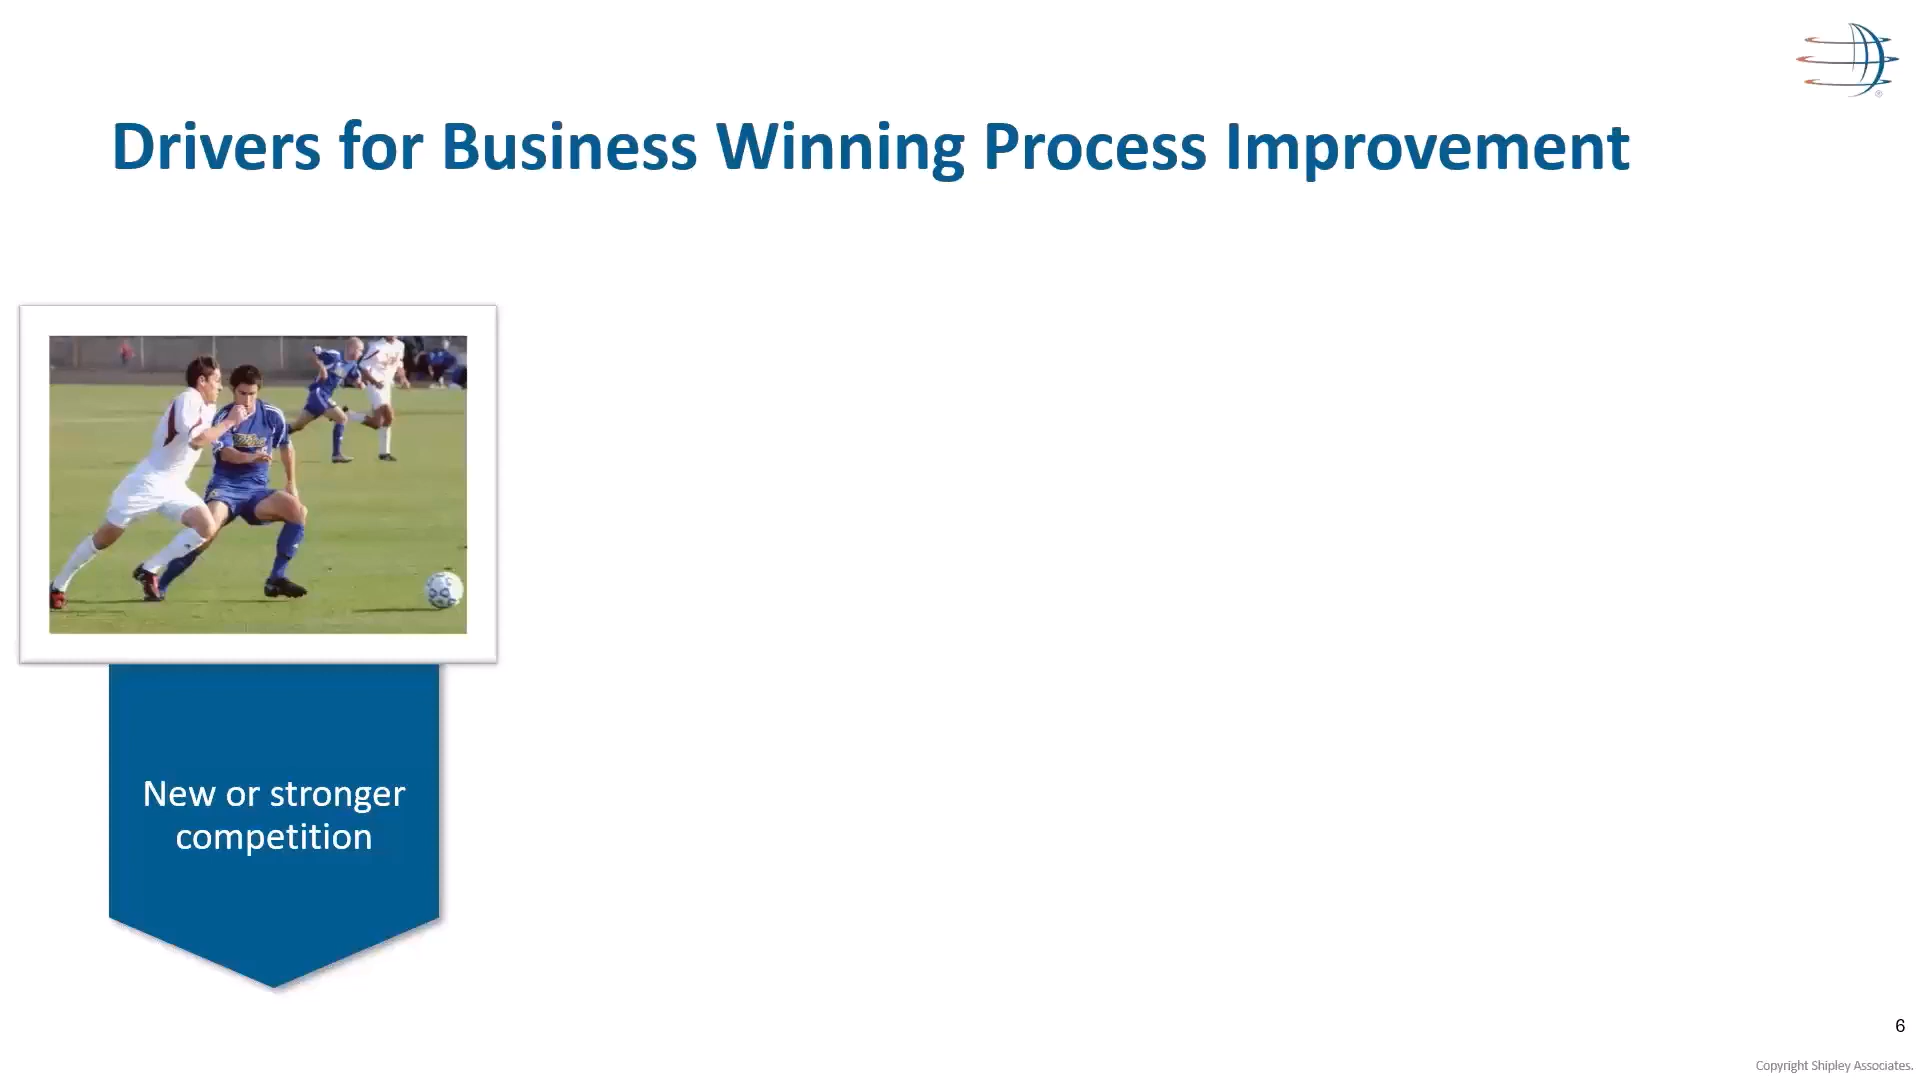 Drivers for Business Winning Process Improvement
New or stronger
competition
6
Copyright Shipley Associates.